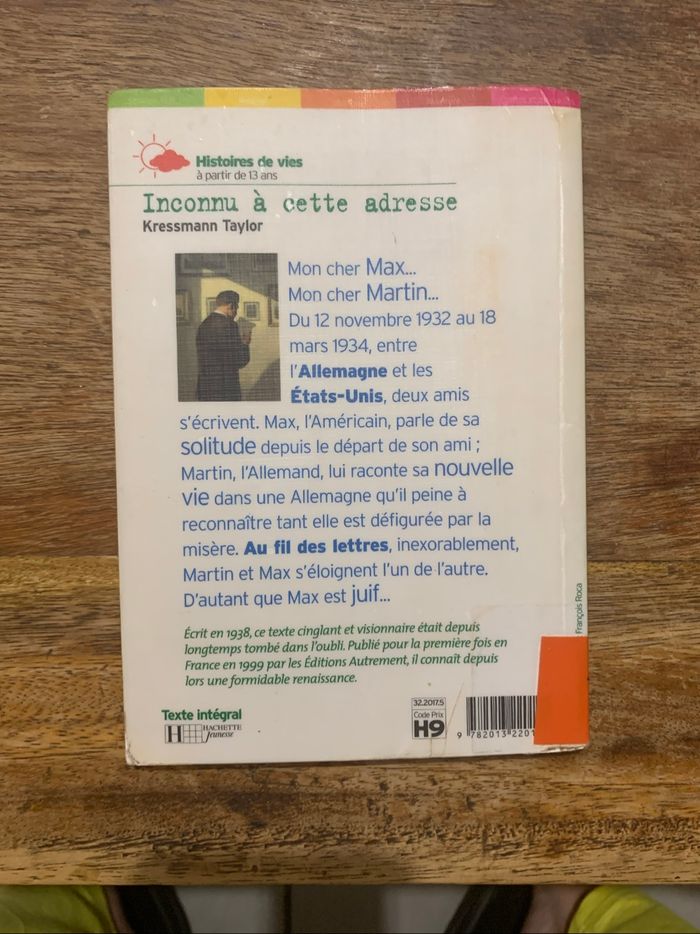 Histoires de vies
à partir de 13 ans
Inconnu à cette adresse
Kressmann Taylor
Mon cher Max...
Mon cher Martin...
Du 12 novembre 1932 au 18
mars 1934, entre
l'Allemagne et les
États-Unis, deux amis
s'écrivent. Max, l'Américain, parle de sa
solitude depuis le départ de son ami ;
Martin, l'Allemand, lui raconte sa nouvelle
vie dans une Allemagne qu'il peine à
reconnaître tant elle est défigurée par la
misère. Au fil des lettres, inexorablement,
Martin et Max s'éloignent l'un de l'autre.
D'autant que Max est juif...
Écrit en 1938, ce texte cinglant et visionnaire était depuis
longtemps tombé dans l'oubli. Publié pour la première fois en
France en 1999 par les Éditions Autrement, il connaît depuis
lors une formidable renaissance.
François Roca
Texte intégral
H HACHETTE
Jeunesse
32.2017.5
Code Prix
H9
9 782013 2201